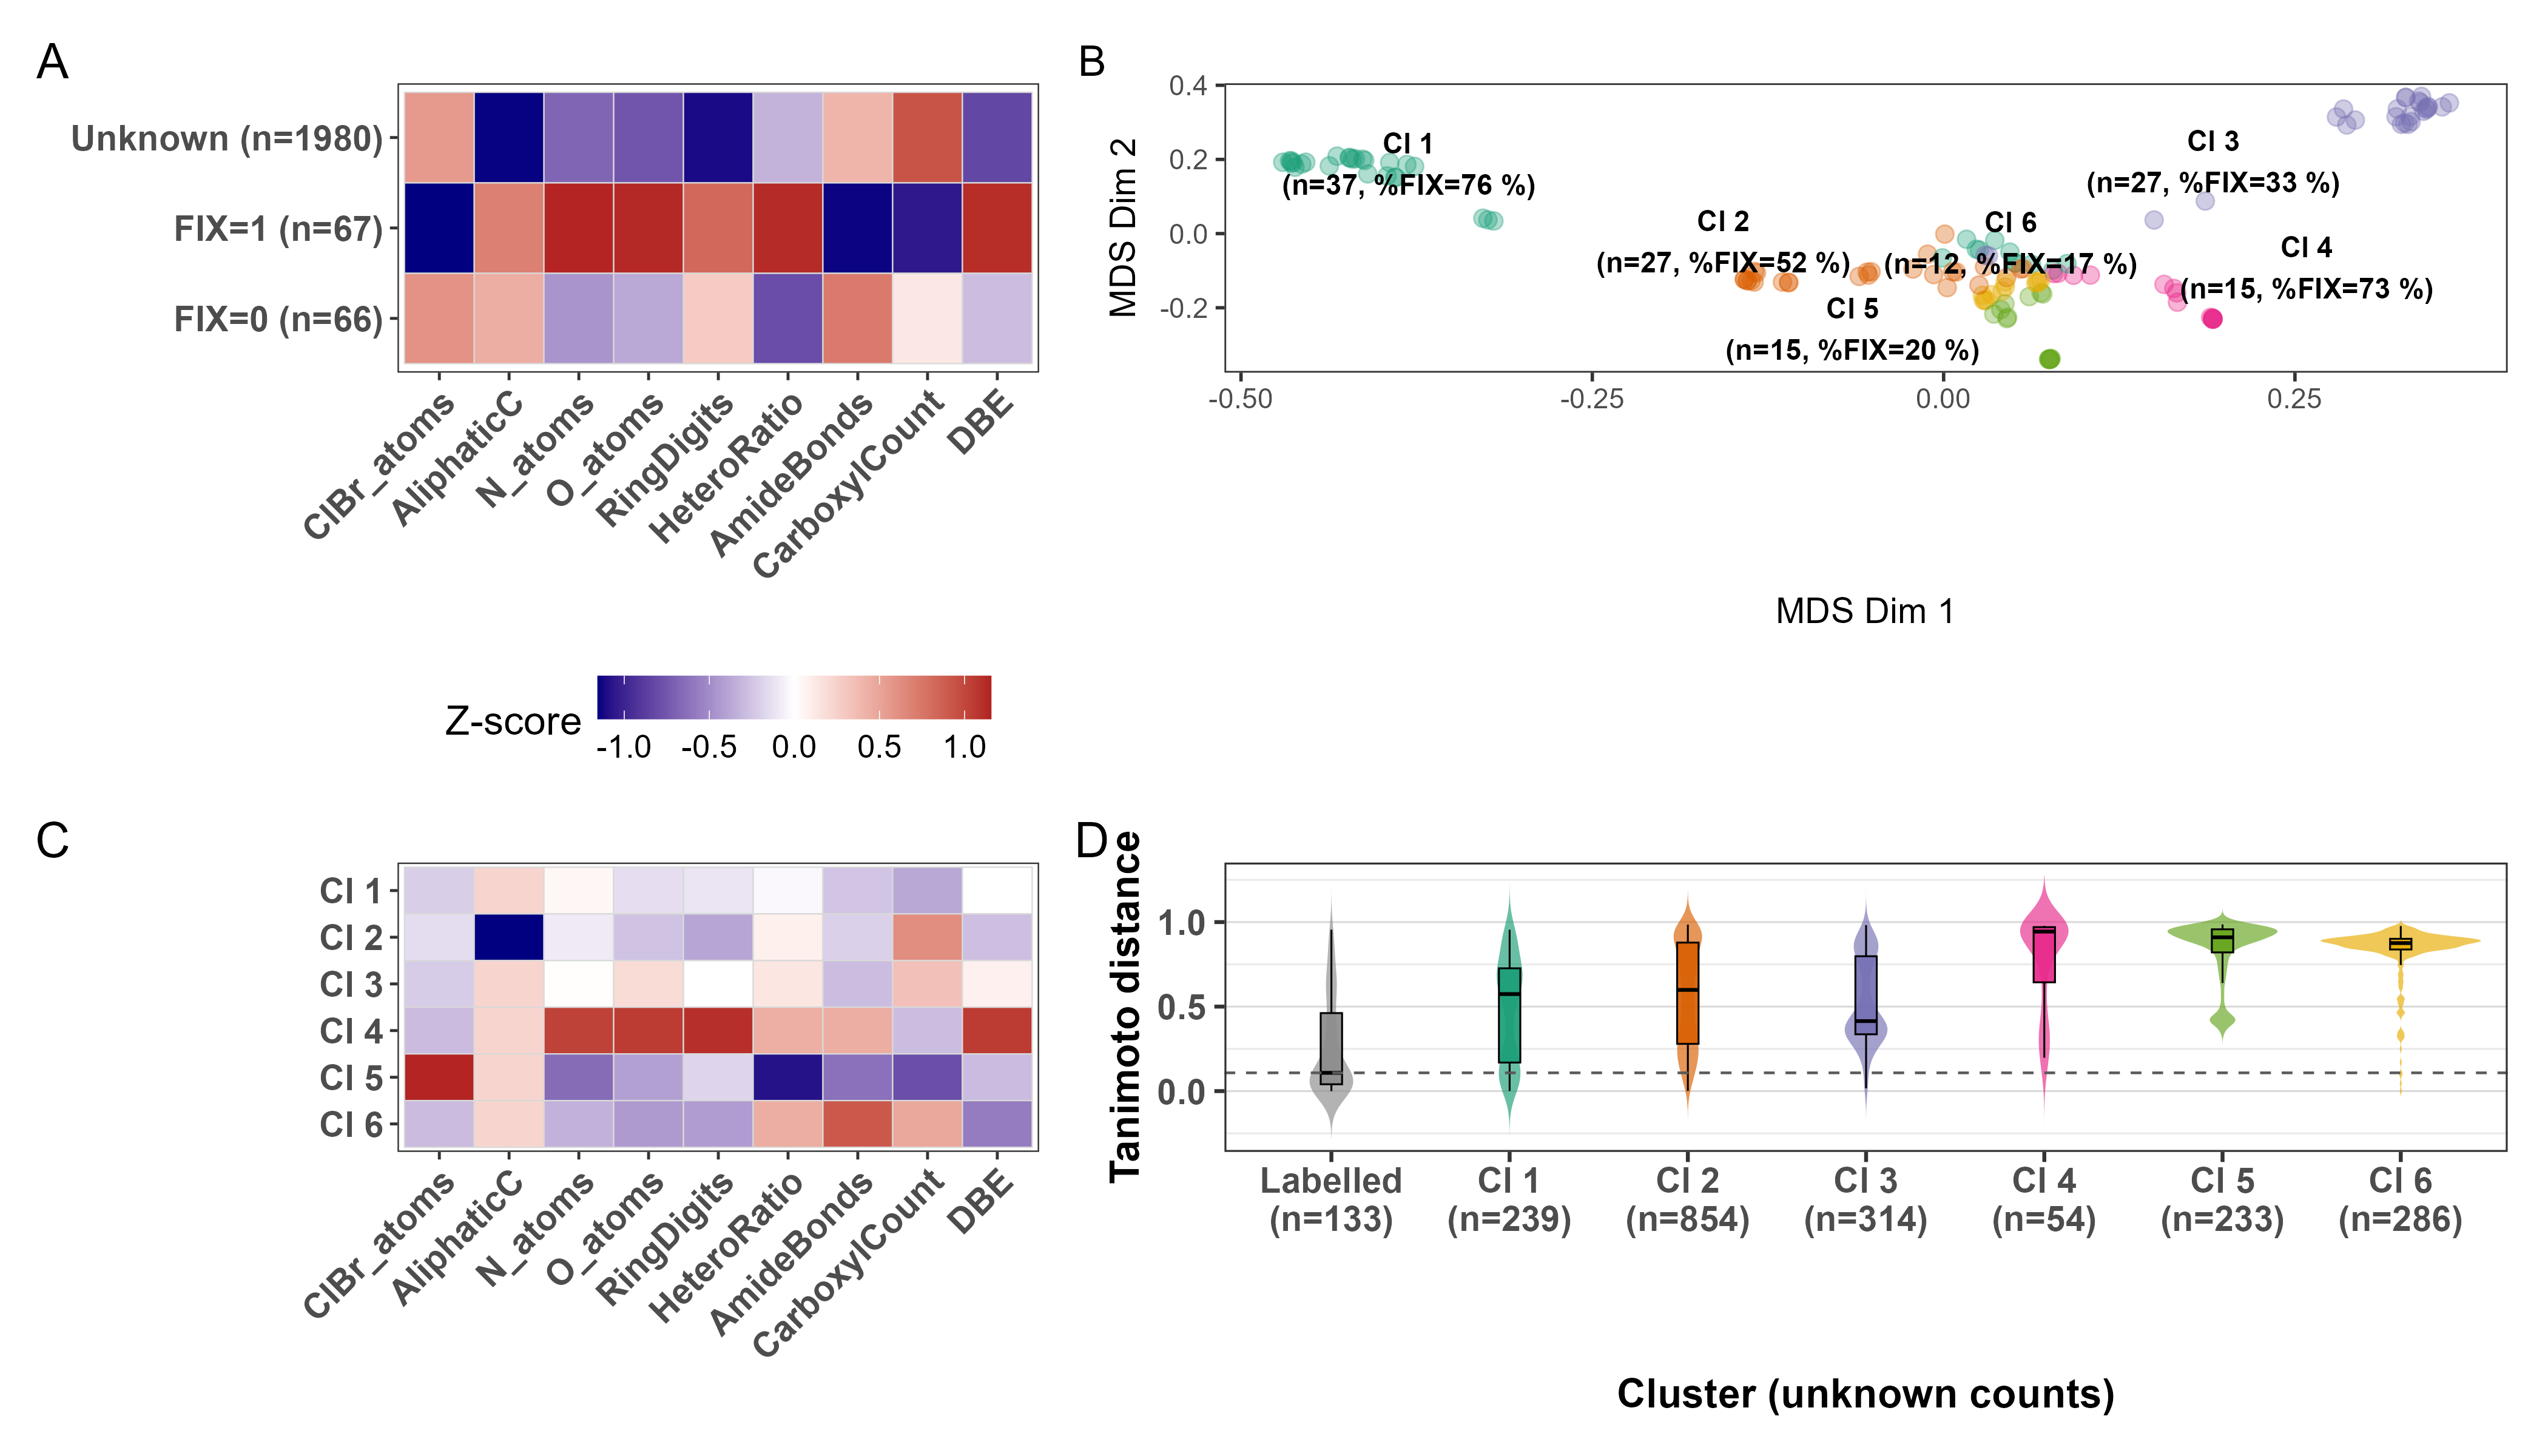 A
Unknown (n=1980)
FIX=1 (n=67)
FIX=0 (n=66)
ClBr_atoms
AliphaticC
N_atoms
O_atoms
RingDigits
HeteroRatio
AmideBonds
CarboxylCount
DBE
Z-score
-1.0 -0.5 0.0 0.5 1.0
B
MDS Dim 2
0.4
0.2
0.0
-0.2
Cl 1
(n=37, %FIX=76 %)
Cl 2
(n=27, %FIX=52 %)
Cl 3
(n=27, %FIX=33 %)
Cl 4
(n=15, %FIX=73 %)
Cl 5
(n=15, %FIX=20 %)
Cl 6
(n=12, %FIX=17 %)
-0.50 -0.25 0.00 0.25
MDS Dim 1
C
Cl 1
Cl 2
Cl 3
Cl 4
Cl 5
Cl 6
ClBr_atoms
AliphaticC
N_atoms
O_atoms
RingDigits
HeteroRatio
AmideBonds
CarboxylCount
DBE
D
Tanimoto distance
1.0
0.5
0.0
Labelled
(n=133)
Cl 1
(n=239)
Cl 2
(n=854)
Cl 3
(n=314)
Cl 4
(n=54)
Cl 5
(n=233)
Cl 6
(n=286)
Cluster (unknown counts)